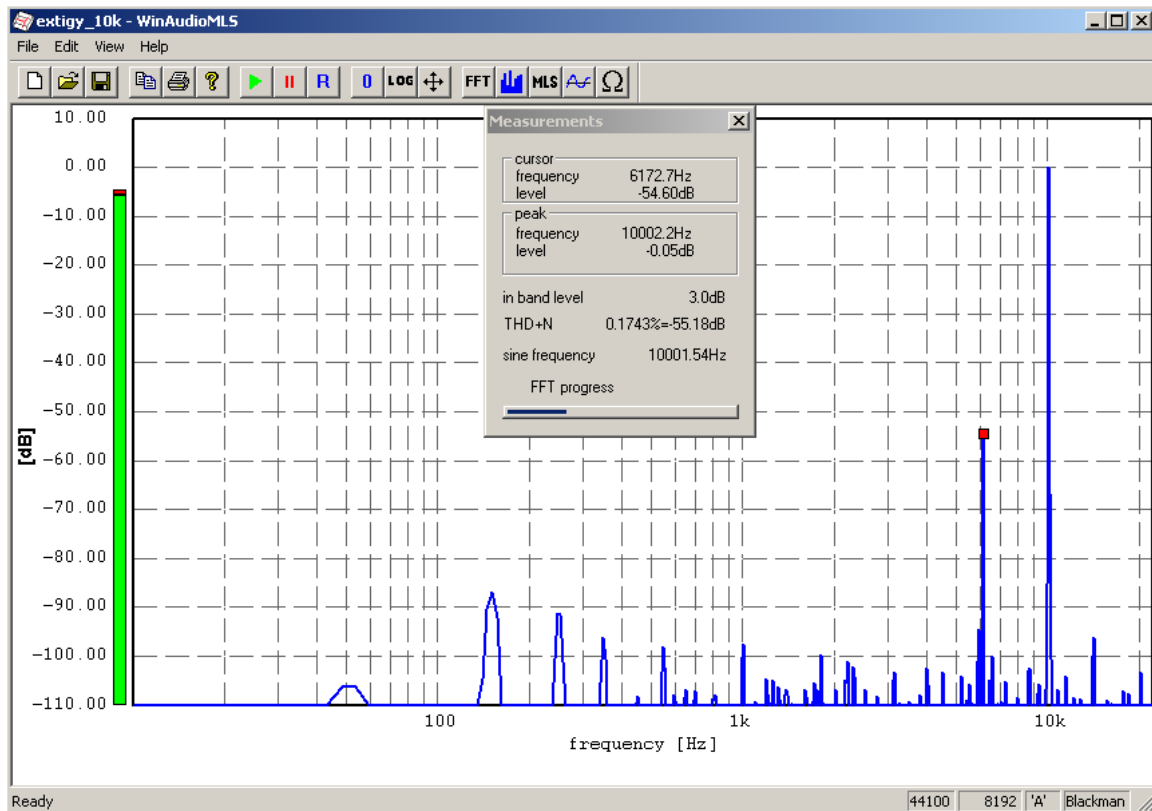 extigy_10k - WinAudioMLS
File Edit View Help
R 0 LOG FFT MLS Ω
Measurements
cursor
frequency 6172.7Hz
level -54.60dB
peak
frequency 10002.2Hz
level -0.05dB
in band level 3.0dB
THD+N 0.1743%=-55.18dB
sine frequency 10001.54Hz
FFT progress
10.00
0.00
-10.00
-20.00
-30.00
-40.00
-50.00
-60.00
-70.00
-80.00
-90.00
-100.00
-110.00
[dB]
100 1k 10k
frequency [Hz]
Ready 44100 8192 'A' Blackman